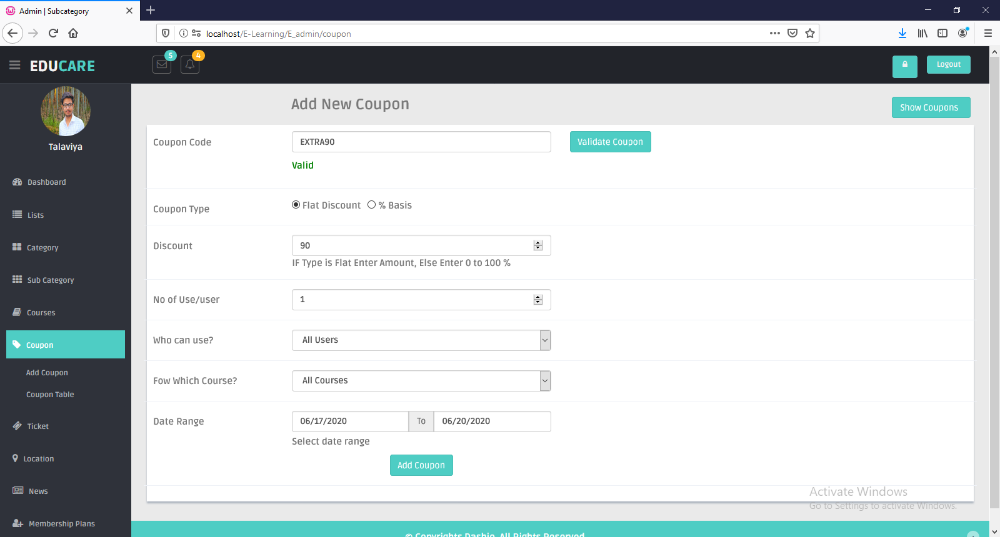 Admin | Subcategory
localhost/E-Learning/E_admin/coupon
EDUCARE
5
4
Logout
Talaviya
Dashboard
Lists
Category
Sub Category
Courses
Coupon
Add Coupon
Coupon Table
Ticket
Location
News
Membership Plans
Add New Coupon
Show Coupons
Coupon Code
EXTRA90
Validate Coupon
Valid
Coupon Type
Flat Discount
% Basis
Discount
90
IF Type is Flat Enter Amount, Else Enter 0 to 100 %
No of Use/user
1
Who can use?
All Users
Fow Which Course?
All Courses
Date Range
06/17/2020 To 06/20/2020
Select date range
Add Coupon
Activate Windows
Go to Settings to activate Windows.
© Copyrights Dashio. All Rights Reserved